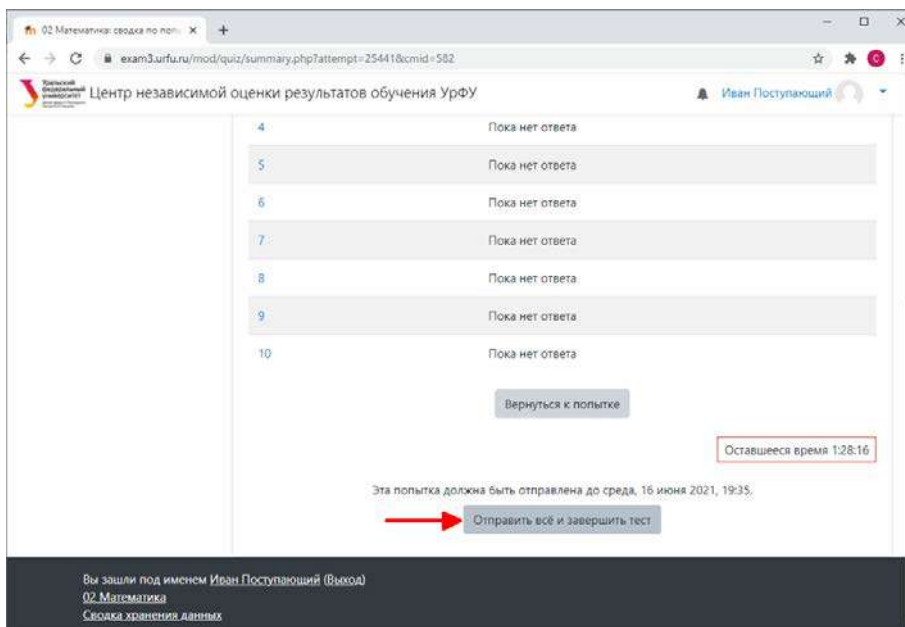 02 Математика: сводка по
exam3.urfu.ru/mod/quiz/summary.php?attempt=25441&cmid=582
C
Уральский
федеральный
университет
Центр независимой оценки результатов обучения УрФУ
Иван Поступающий
4 Пока нет ответа
5 Пока нет ответа
6 Пока нет ответа
7 Пока нет ответа
8 Пока нет ответа
9 Пока нет ответа
10 Пока нет ответа
Вернуться к попытке
Оставшееся время 1:28:16
Эта попытка должна быть отправлена до среда, 16 июня 2021, 19:35.
Отправить всё и завершить тест
Вы зашли под именем Иван Поступающий (Выход)
02 Математика
Сводка хранения данных